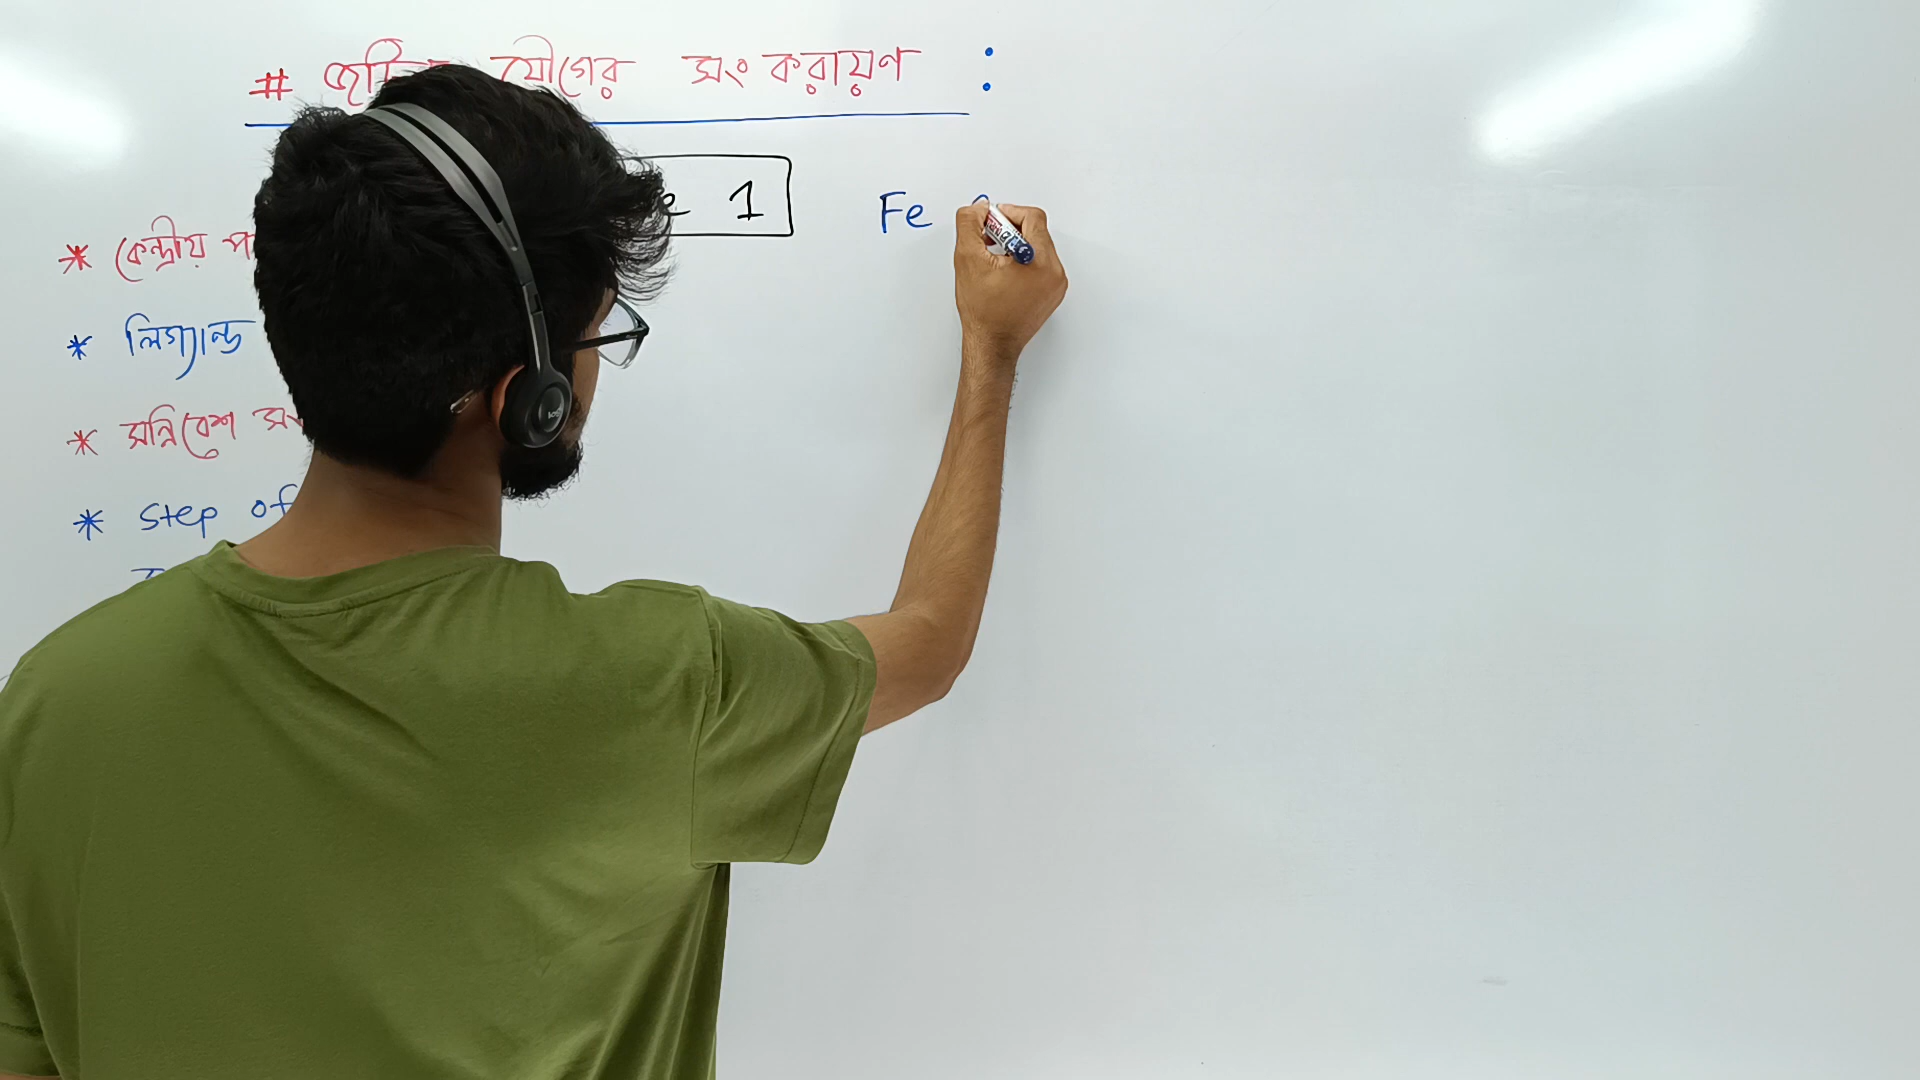 # যৌগের সংকরায়ণ :
1
Fe
* কেন্দ্রীয়
* লিগ্যান্ড
* সন্নিবেশ
* step of